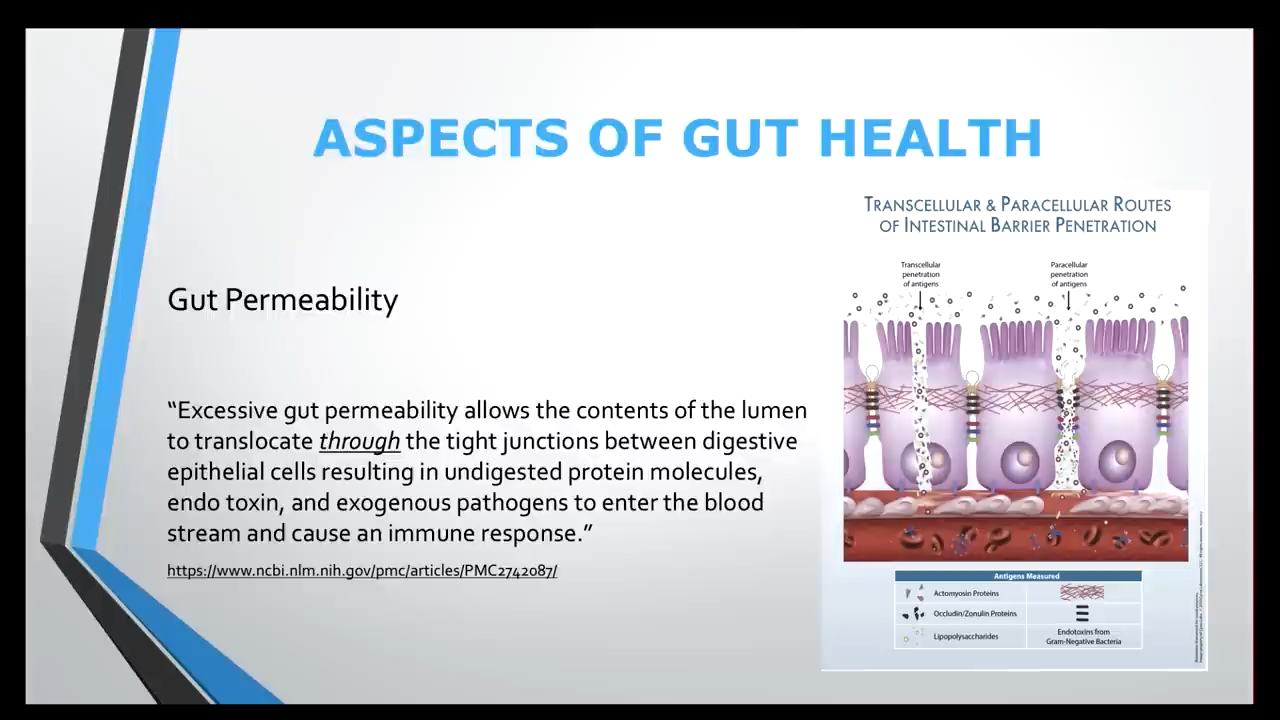 ASPECTS OF GUT HEALTH
Gut Permeability
“Excessive gut permeability allows the contents of the lumen
to translocate through the tight junctions between digestive
epithelial cells resulting in undigested protein molecules,
endo toxin, and exogenous pathogens to enter the blood
stream and cause an immune response.”
https://www.ncbi.nlm.nih.gov/pmc/articles/PMC2742087/
TRANSCELLULAR & PARACELLULAR ROUTES
OF INTESTINAL BARRIER PENETRATION
Transcellular
penetration
of antigens
Paracellular
penetration
of antigens
Antigens Measured
Actomyosin Proteins
Occludin/Zonulin Proteins
Lipopolysaccharides
Endotoxins from
Gram-Negative Bacteria